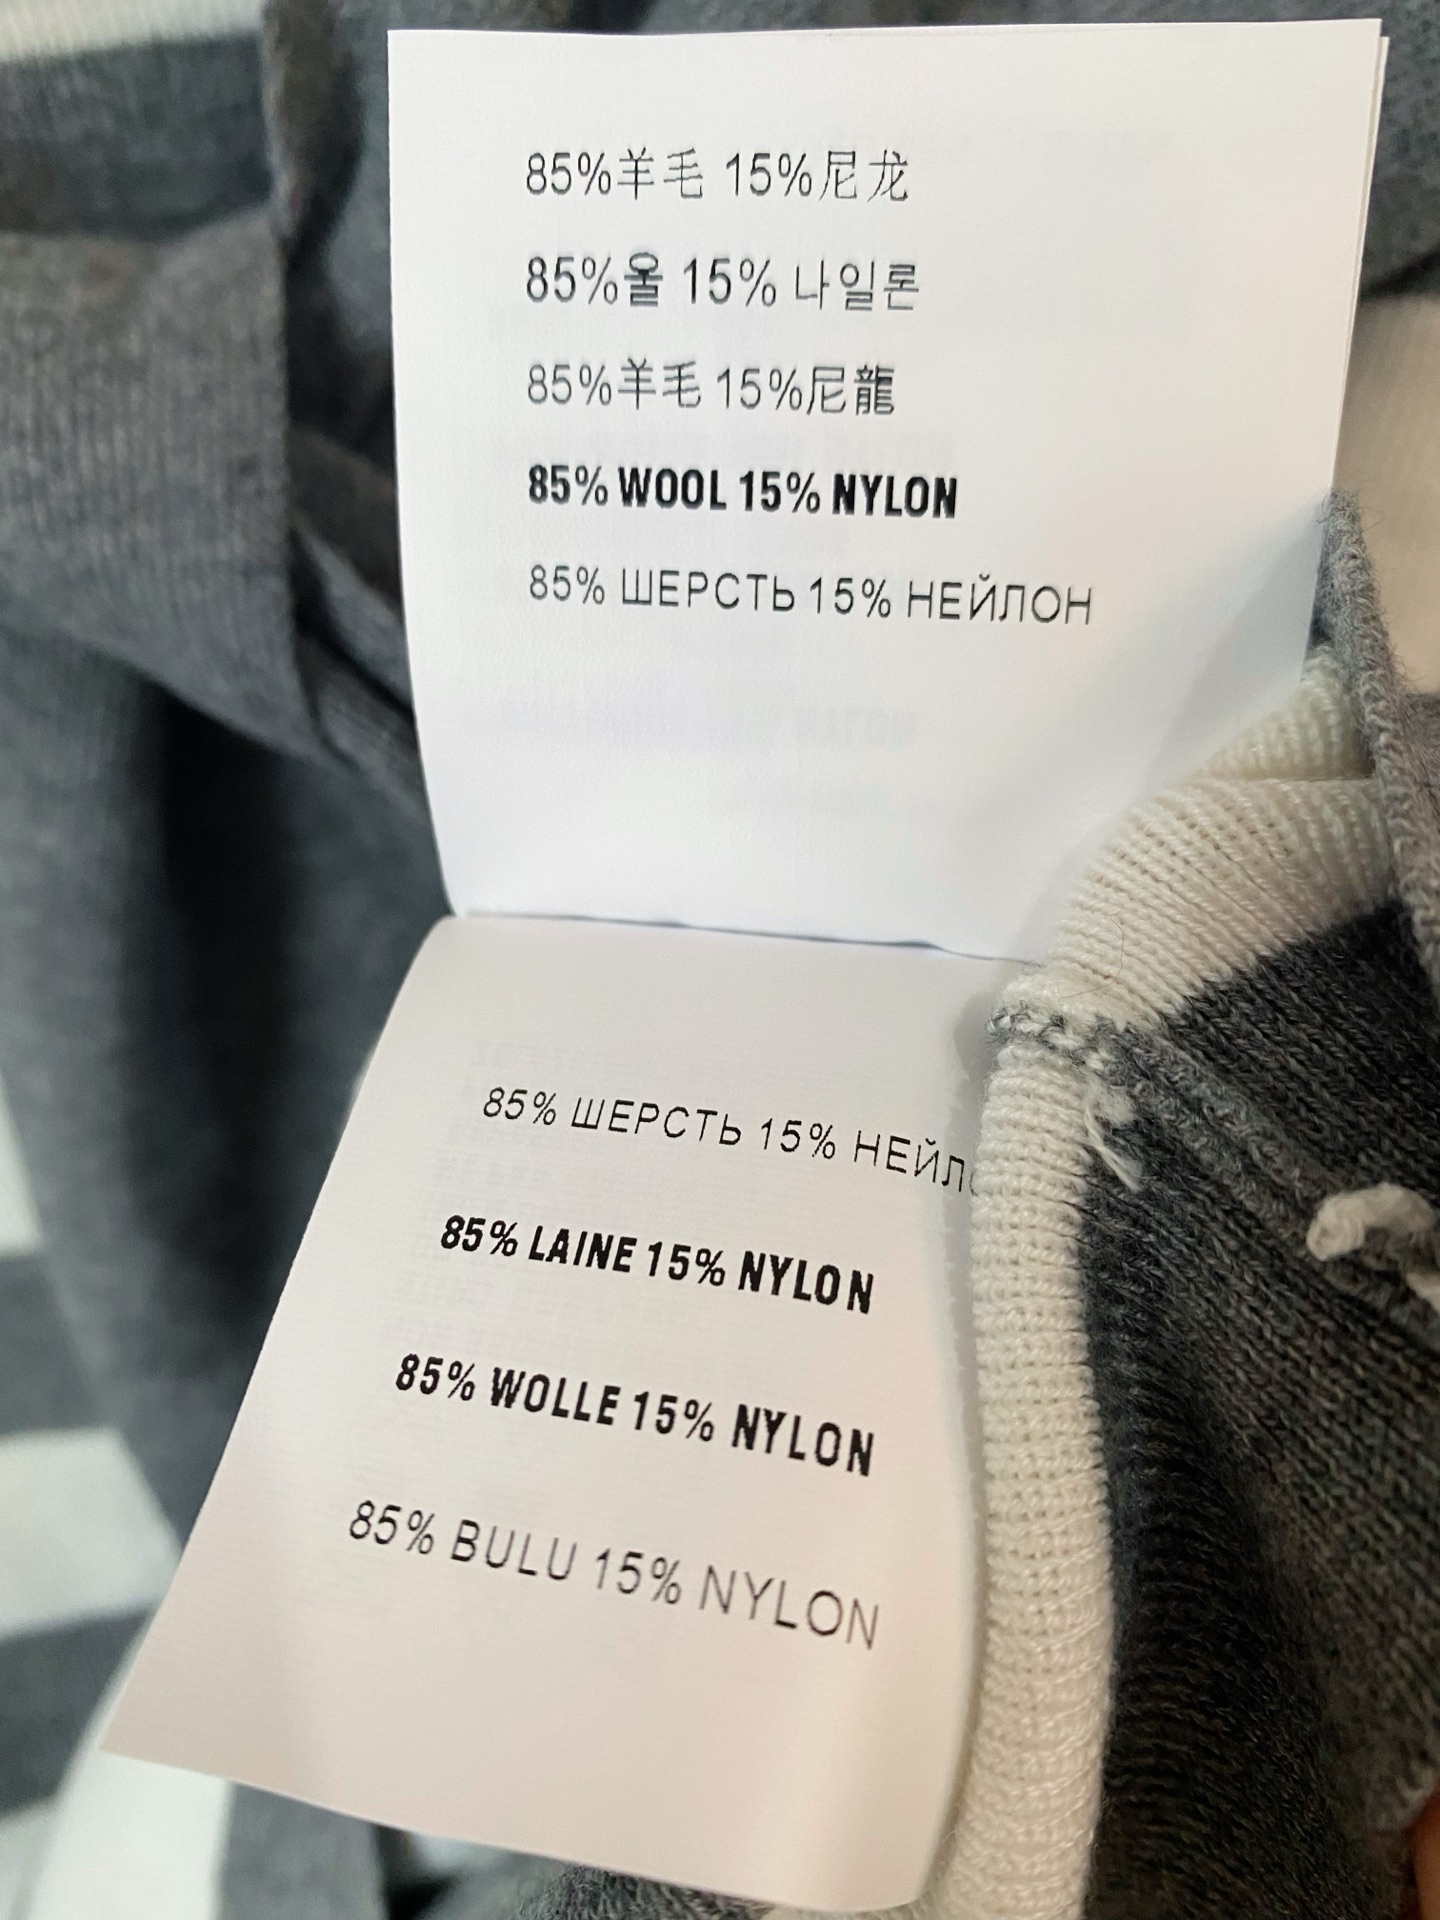 85%羊毛 15%尼龙
85%울 15% 나일론
85%羊毛 15%尼龍
85% WOOL 15% NYLON
85% ШЕРСТЬ 15% НЕЙЛОН
85% ШЕРСТЬ 15%
85% LAINE 15% NYLON
85% WOLLE 15% NYLON
85% BULU 15% NYLON